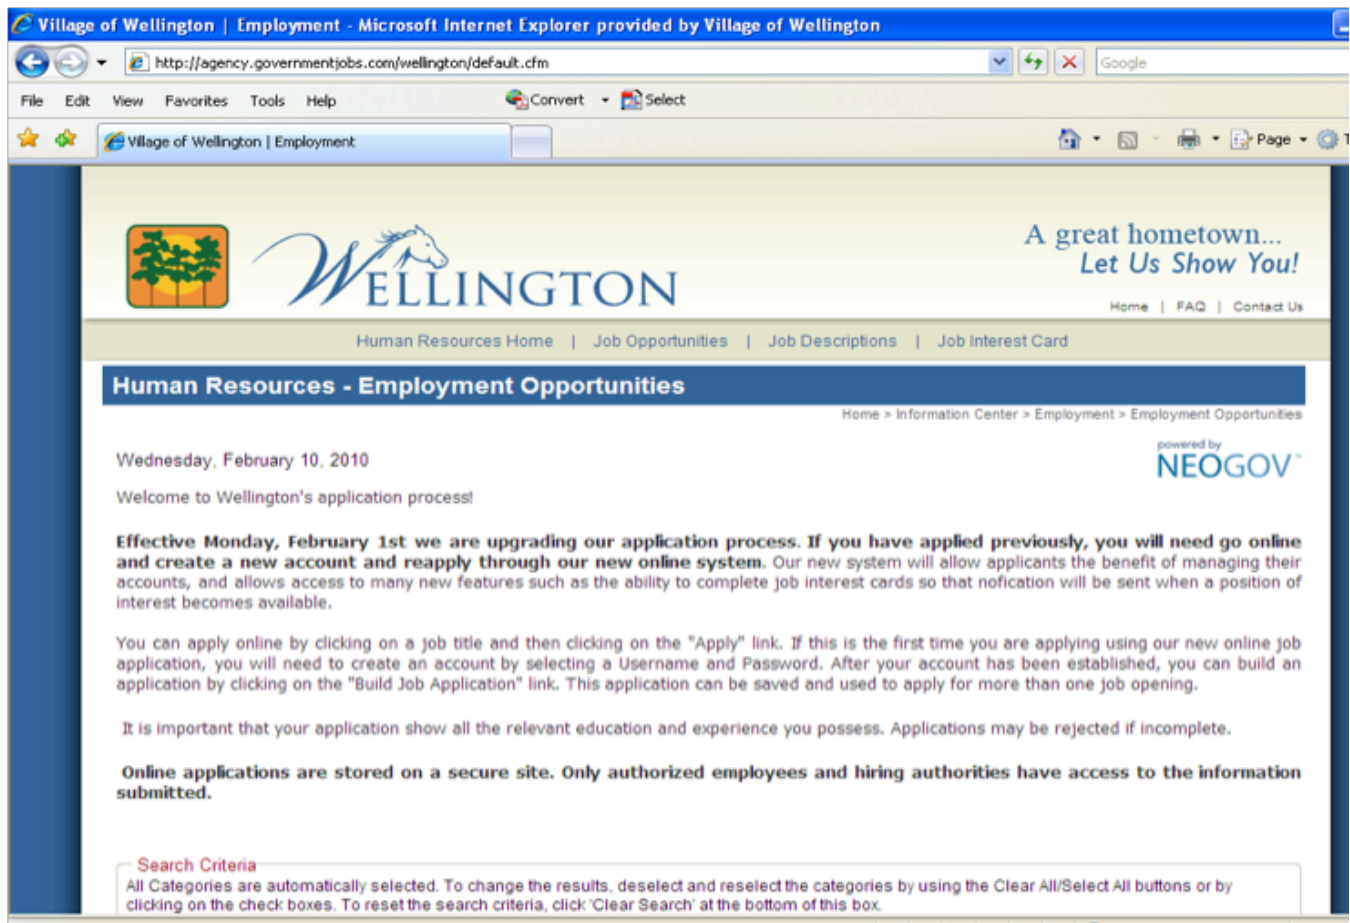 Village of Wellington | Employment - Microsoft Internet Explorer provided by Village of Wellington
http://agency.governmentjobs.com/wellington/default.cfm
Google
File Edit View Favorites Tools Help Convert Select
Village of Wellington | Employment
Page
WELLINGTON
A great hometown...
Let Us Show You!
Home | FAQ | Contact Us
Human Resources Home | Job Opportunities | Job Descriptions | Job Interest Card
Human Resources - Employment Opportunities
Home > Information Center > Employment > Employment Opportunities
powered by
NEOGOV™
Wednesday, February 10, 2010
Welcome to Wellington's application process!
Effective Monday, February 1st we are upgrading our application process. If you have applied previously, you will need go online
and create a new account and reapply through our new online system. Our new system will allow applicants the benefit of managing their
accounts, and allows access to many new features such as the ability to complete job interest cards so that nofication will be sent when a position of
interest becomes available.
You can apply online by clicking on a job title and then clicking on the "Apply" link. If this is the first time you are applying using our new online job
application, you will need to create an account by selecting a Username and Password. After your account has been established, you can build an
application by clicking on the "Build Job Application" link. This application can be saved and used to apply for more than one job opening.
It is important that your application show all the relevant education and experience you possess. Applications may be rejected if incomplete.
Online applications are stored on a secure site. Only authorized employees and hiring authorities have access to the information
submitted.
Search Criteria
All Categories are automatically selected. To change the results, deselect and reselect the categories by using the Clear All/Select All buttons or by
clicking on the check boxes. To reset the search criteria, click 'Clear Search' at the bottom of this box.